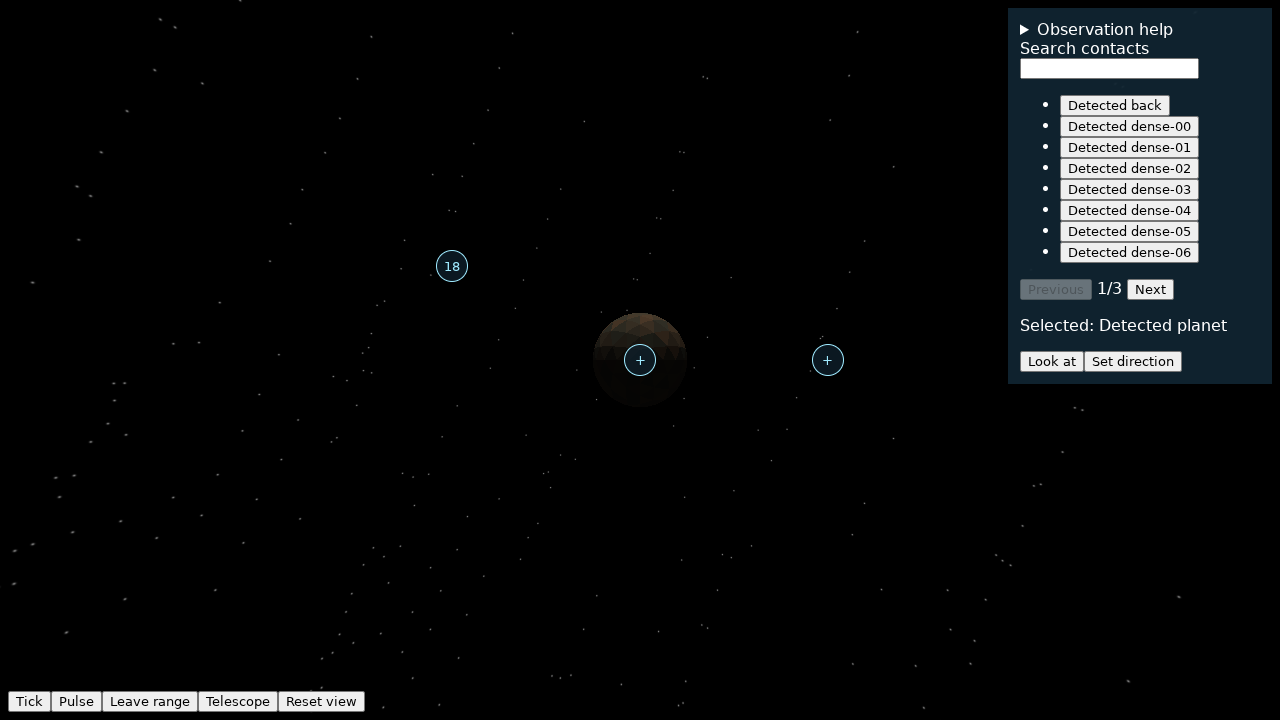 ▶ Observation help
Search contacts
• Detected back
• Detected dense-00
• Detected dense-01
• Detected dense-02
• Detected dense-03
• Detected dense-04
• Detected dense-05
• Detected dense-06
Previous 1/3 Next
Selected: Detected planet
Look at Set direction
18
+ +
Tick Pulse Leave range Telescope Reset view